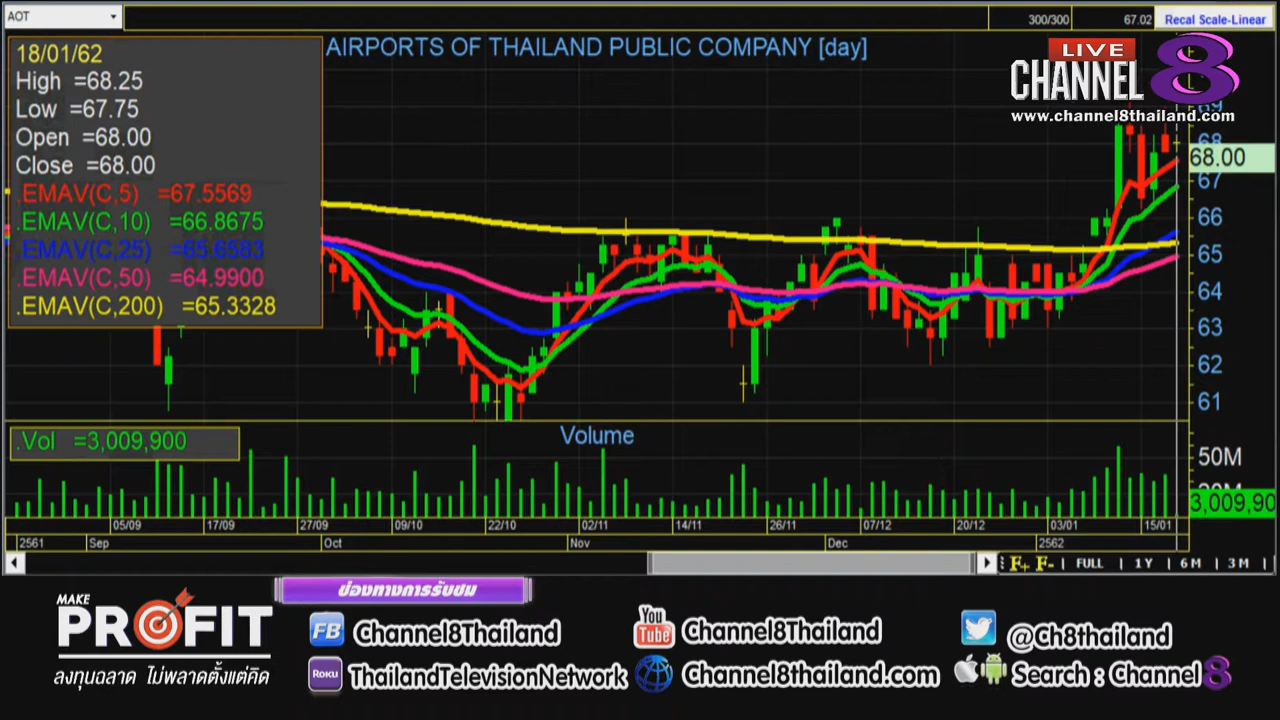 AOT
300/300
67.02
Recal Scale-Linear
AIRPORTS OF THAILAND PUBLIC COMPANY [day]
LIVE
CHANNEL 8
www.channel8thailand.com
18/01/62
High =68.25
Low =67.75
Open =68.00
Close =68.00
.EMAV(C,5) =67.5569
.EMAV(C,10) =66.8675
.EMAV(C,25) =65.6583
.EMAV(C,50) =64.9900
.EMAV(C,200) =65.3328
69
68
68.00
67
66
65
64
63
62
61
.Vol =3,009,900
Volume
50M
3,009,90
05/09 17/09 27/09 09/10 22/10 02/11 14/11 26/11 07/12 20/12 03/01 15/01
2561 Sep Oct Nov Dec 2562
F+ F- FULL 1Y 6M 3M
ช่องทางการรับชม
MAKE
PROFIT
ลงทุนฉลาด ไม่พลาดตั้งแต่คิด
FB Channel8Thailand
You Tube Channel8Thailand
@Ch8thailand
Roku ThailandTelevisionNetwork
Channel8thailand.com
Search : Channel 8